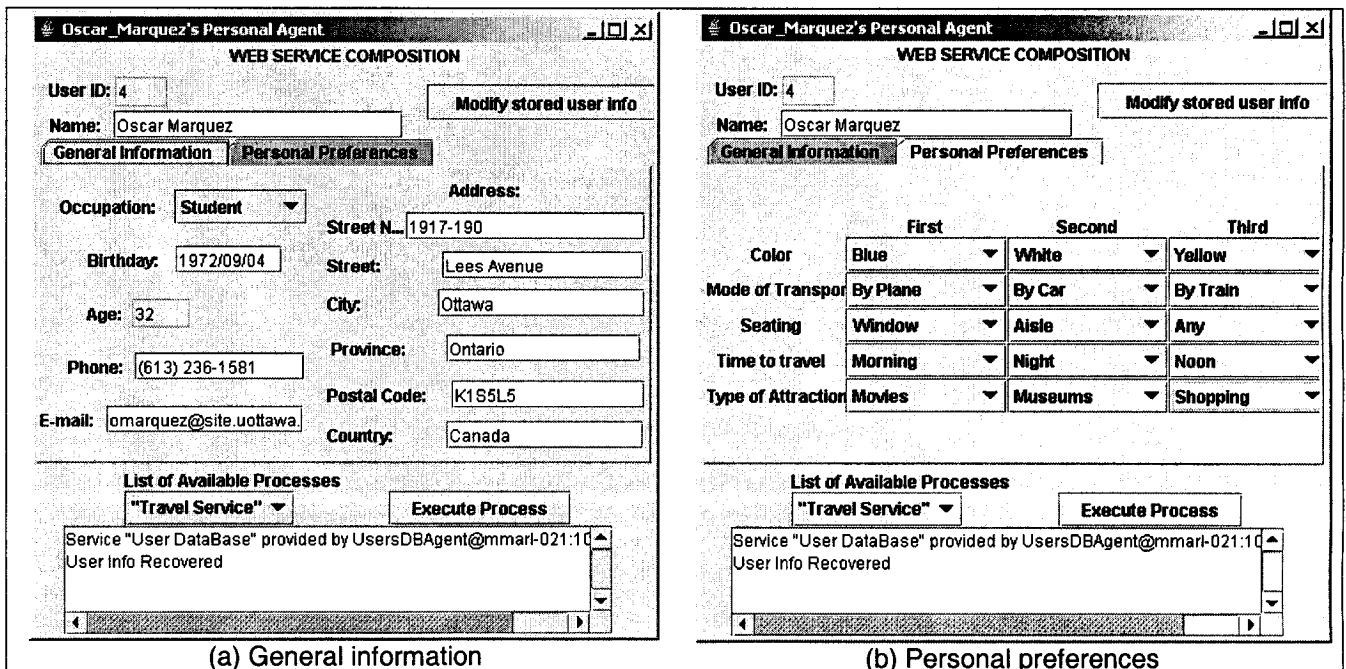 Oscar_Marquez's Personal Agent
WEB SERVICE COMPOSITION
User ID: 4
Modify stored user info
Name: Oscar Marquez
General Information Personal Preferences
Address:
Occupation: Student
Street N... 1917-190
Birthday: 1972/09/04
Street: Lees Avenue
City: Ottawa
Age: 32
Province: Ontario
Phone: (613) 236-1581
Postal Code: K1S5L5
E-mail: omarquez@site.uottawa.
Country: Canada
List of Available Processes
"Travel Service" Execute Process
Service "User DataBase" provided by UsersDBAgent@mmarl-021:10
User Info Recovered
(a) General information
Oscar_Marquez's Personal Agent
WEB SERVICE COMPOSITION
User ID: 4
Modify stored user info
Name: Oscar Marquez
General Information Personal Preferences
First Second Third
Color Blue White Yellow
Mode of Transpor By Plane By Car By Train
Seating Window Aisle Any
Time to travel Morning Night Noon
Type of Attraction Movies Museums Shopping
List of Available Processes
"Travel Service" Execute Process
Service "User DataBase" provided by UsersDBAgent@mmarl-021:10
User Info Recovered
(b) Personal preferences